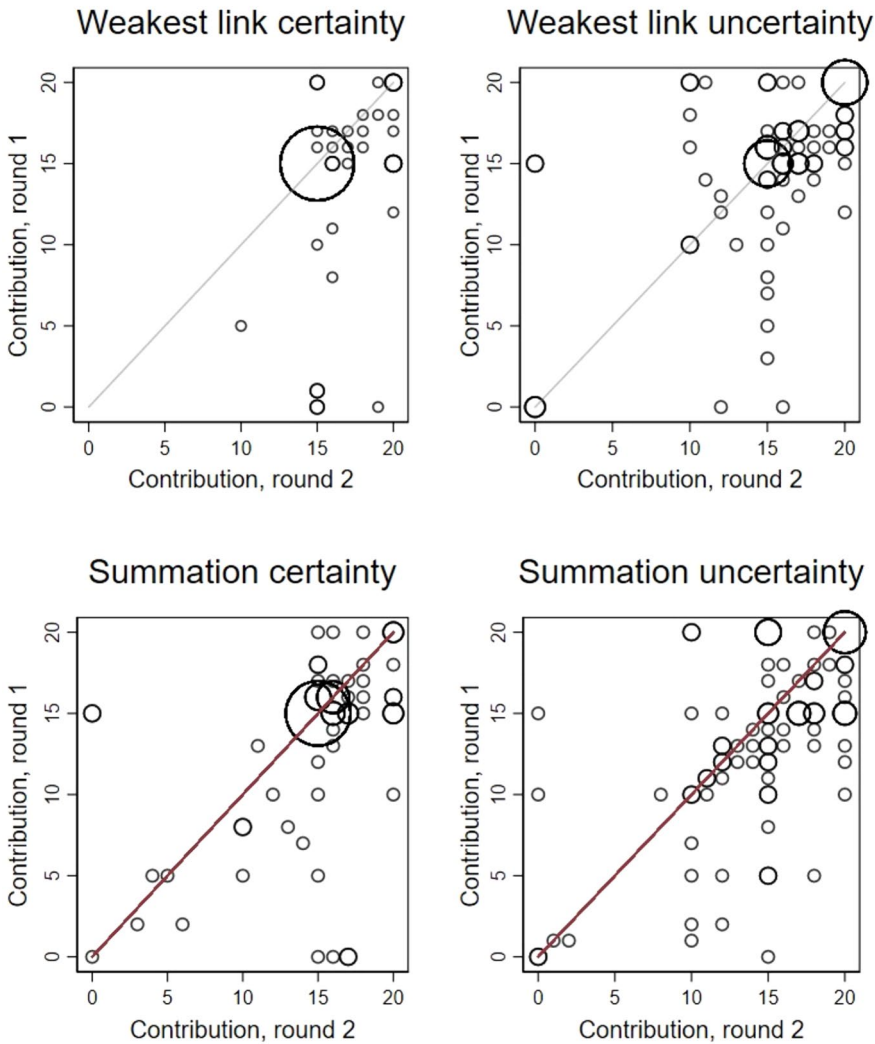 Weakest link certainty
Weakest link uncertainty
Contribution, round 1
20
15
10
5
0
0 5 10 15 20
Contribution, round 2
Contribution, round 1
20
15
10
5
0
0 5 10 15 20
Contribution, round 2
Summation certainty
Summation uncertainty
Contribution, round 1
20
15
10
5
0
0 5 10 15 20
Contribution, round 2
Contribution, round 1
20
15
10
5
0
0 5 10 15 20
Contribution, round 2